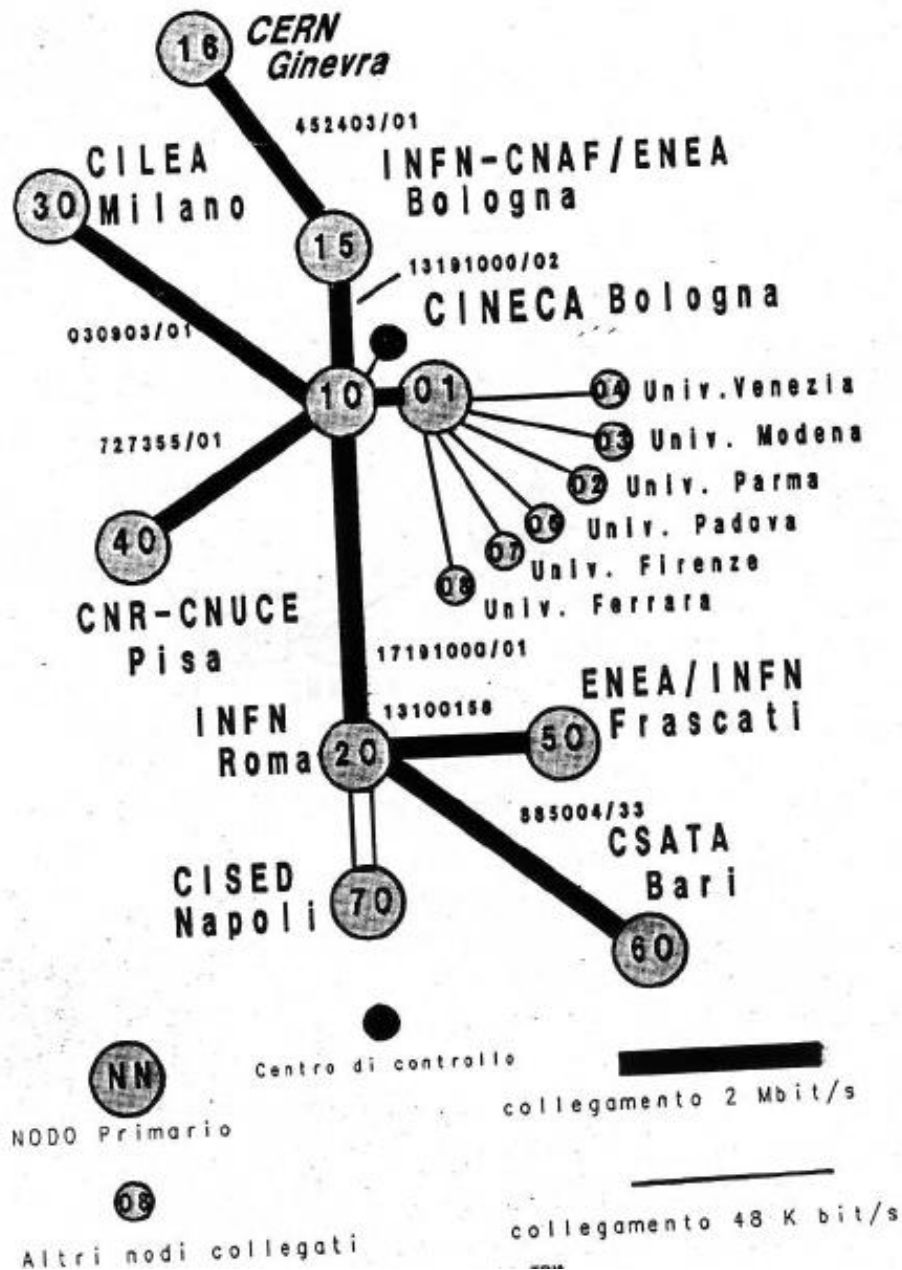 16
CERN
Ginevra
452403/01
CILEA
Milano
30
INFN-CNAF/ENEA
Bologna
15
13191000/02
CINECA Bologna
030903/01
10
01
04 Univ.Venezia
03 Univ. Modena
02 Univ. Parma
06 Univ. Padova
07 Univ. Firenze
08 Univ. Ferrara
727355/01
40
CNR-CNUCE
Pisa
17191000/01
INFN
Roma
20
13100158
ENEA/INFN
Frascati
50
885004/33
CSATA
Bari
60
CISED
Napoli
70
NN
NODO Primario
Centro di controllo
collegamento 2 Mbit/s
08
Altri nodi collegati
collegamento 48 K bit/s